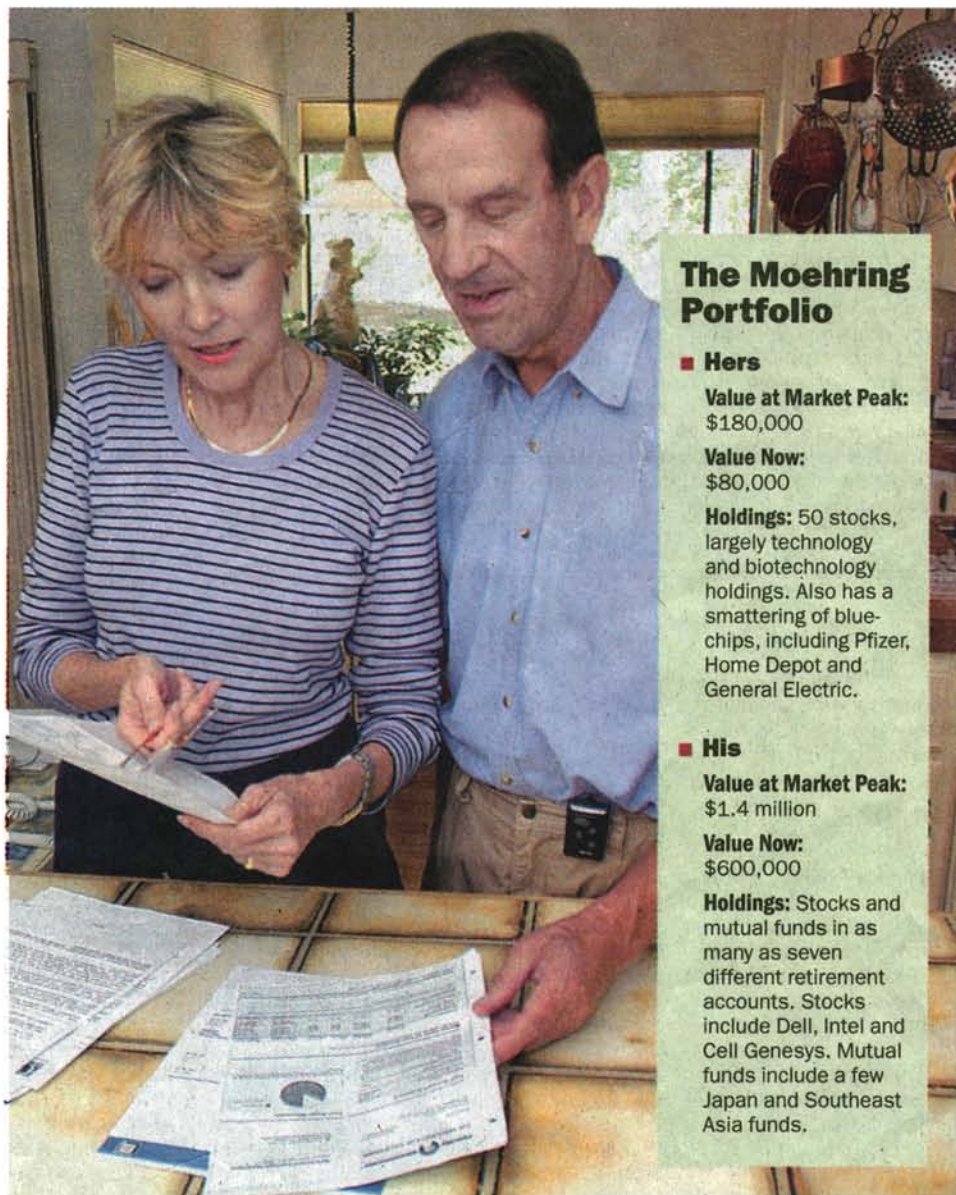 The Moehring
Portfolio
■ Hers
Value at Market Peak:
$180,000
Value Now:
$80,000
Holdings: 50 stocks,
largely technology
and biotechnology
holdings. Also has a
smattering of blue-
chips, including Pfizer,
Home Depot and
General Electric.
■ His
Value at Market Peak:
$1.4 million
Value Now:
$600,000
Holdings: Stocks and
mutual funds in as
many as seven
different retirement
accounts. Stocks
include Dell, Intel and
Cell Genesys. Mutual
funds include a few
Japan and Southeast
Asia funds.